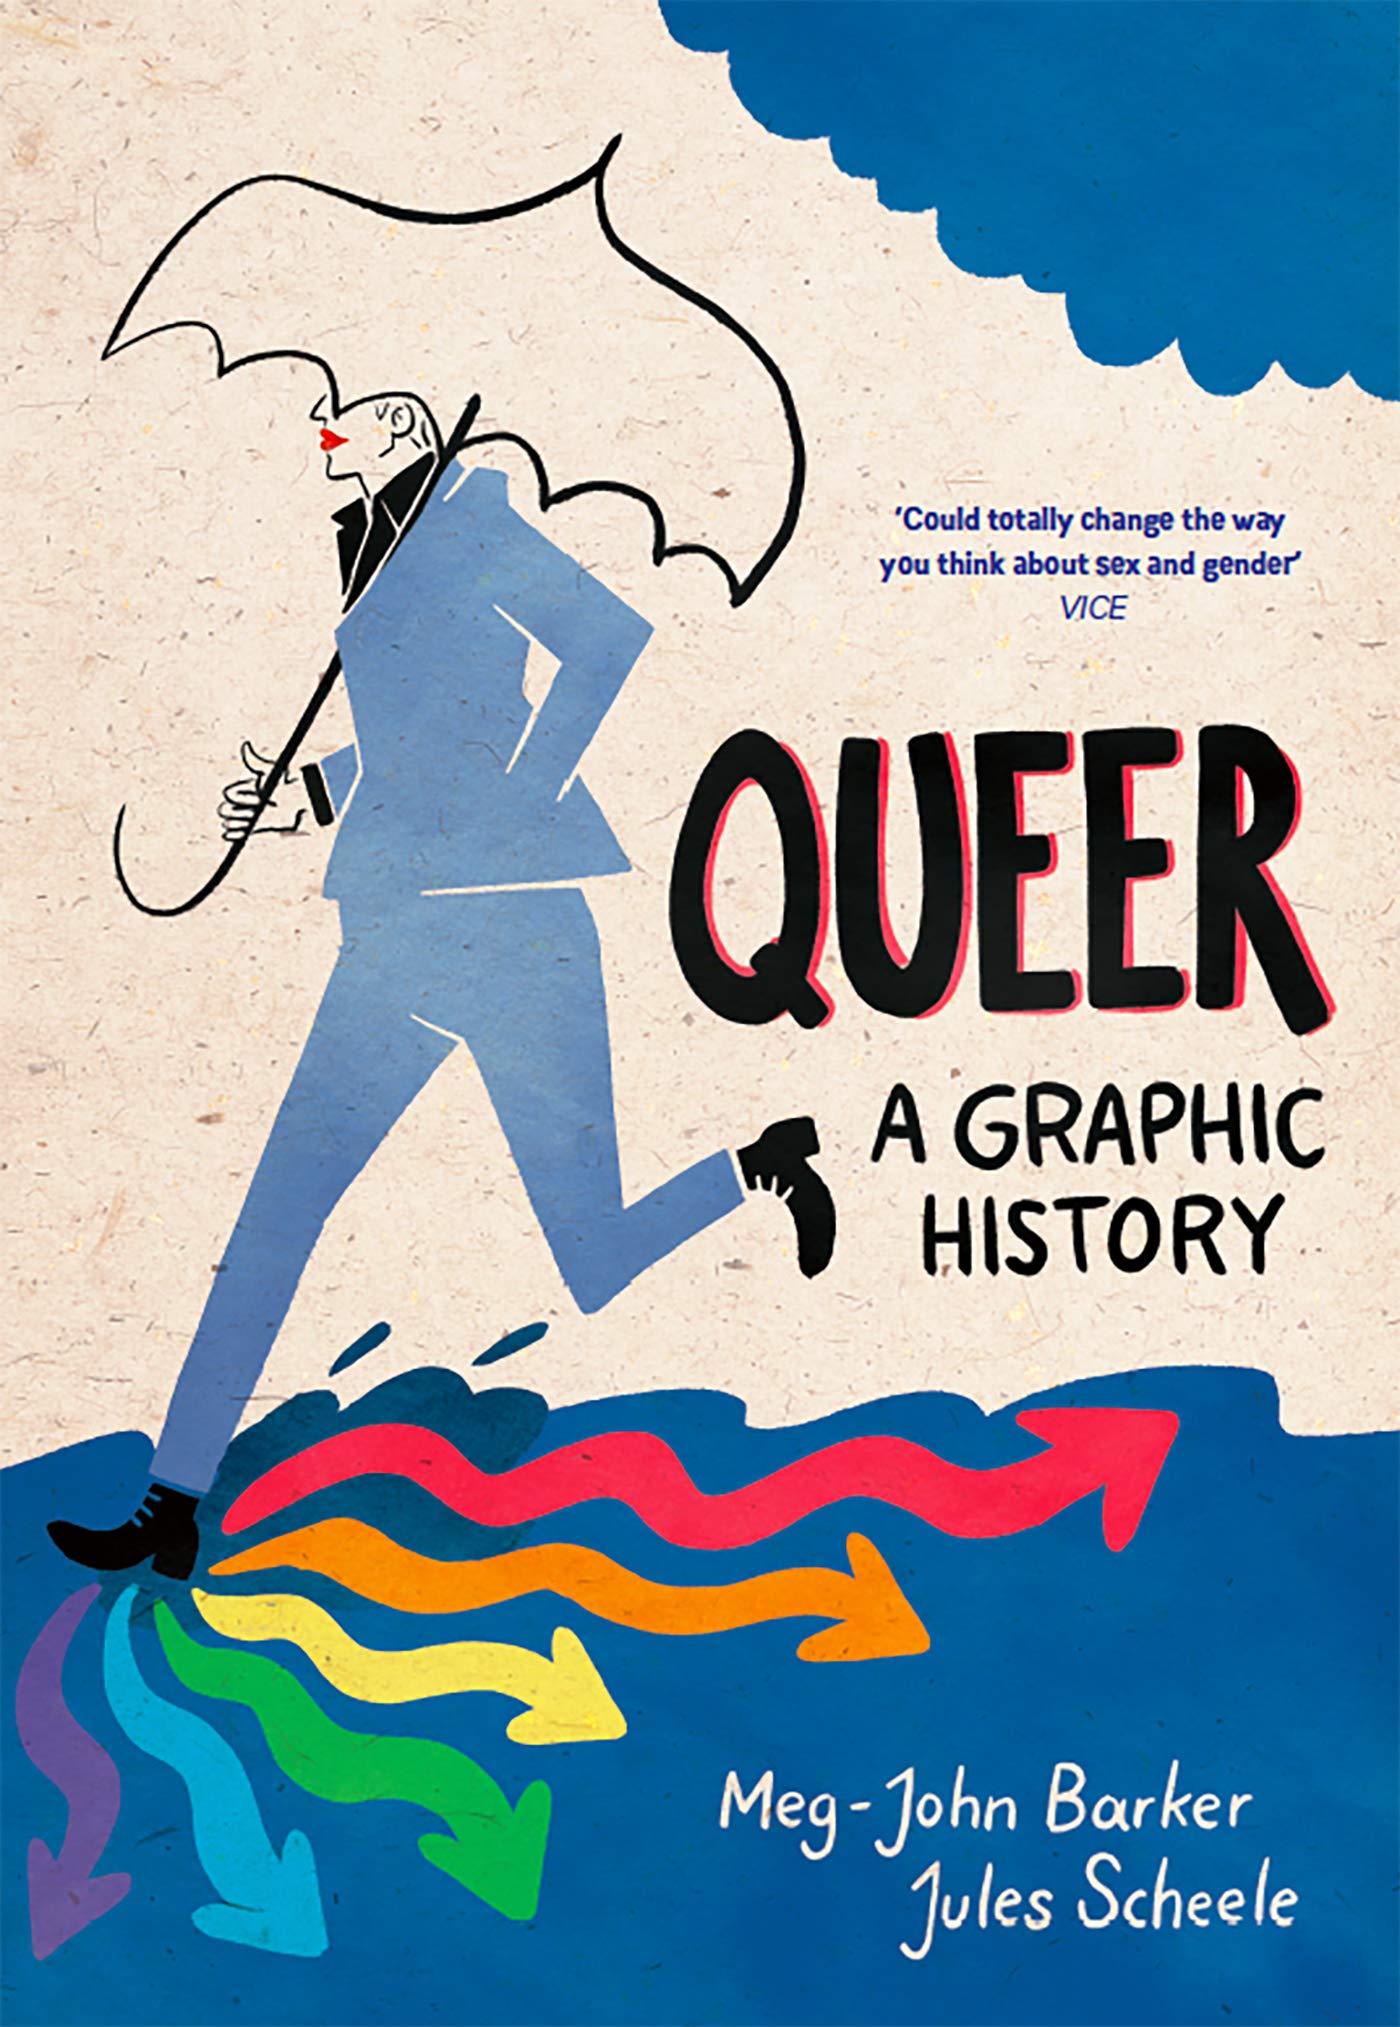 ‘Could totally change the way
you think about sex and gender’
VICE
QUEER
A GRAPHIC
HISTORY
Meg-John Barker
Jules Scheele